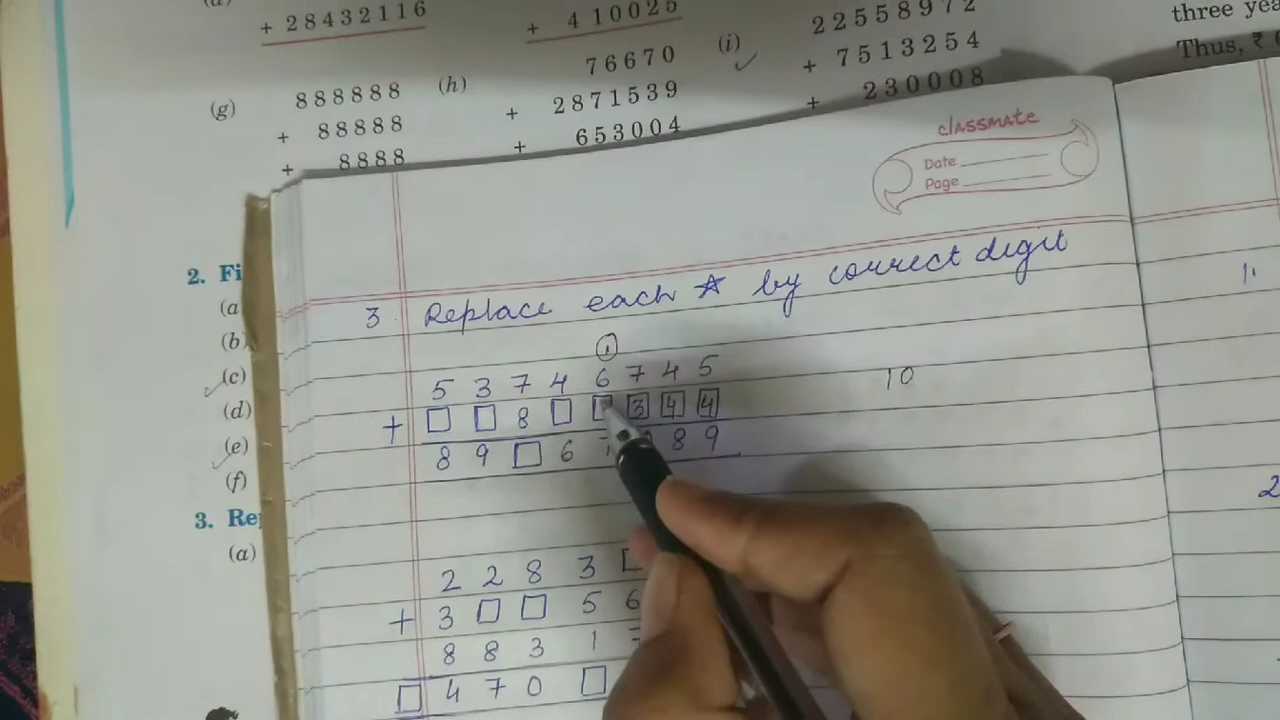 + 28432116
+ 410025
22558972
three
Thus, ₹
(g) 888888
(h) 76670
(i)
+ 7513254
+ 88888
+ 2871539
+ 230008
+ 8888
+ 653004
classmate
Date
Page
2. Fi
(a
(b)
(c)
(d)
(e)
(f)
3. Re
(a)
3 Replace each ☆ by correct digit
1
5 3 7 4 6 7 4 5
10
+ □ □ 8 □ □ 3 4 4
8 9 □ 6 8 9
2 2 8 3
+ 3 □ □ 5 6
8 8 3 1
□ 4 7 0 □
1.
2